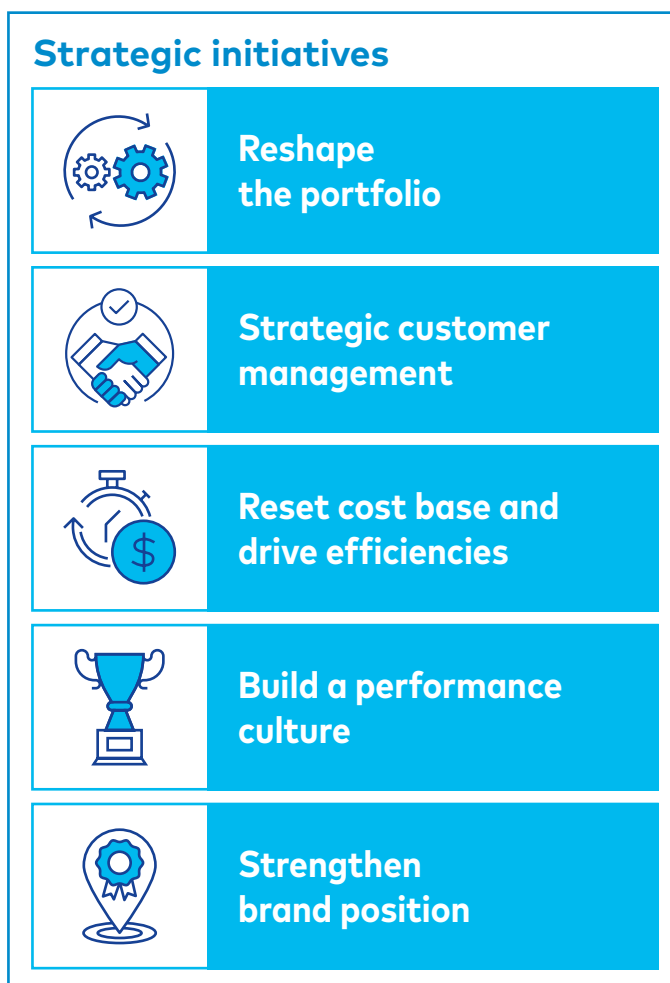 Strategic initiatives
Reshape
the portfolio
Strategic customer
management
Reset cost base and
drive efficiencies
$
Build a performance
culture
Strengthen
brand position